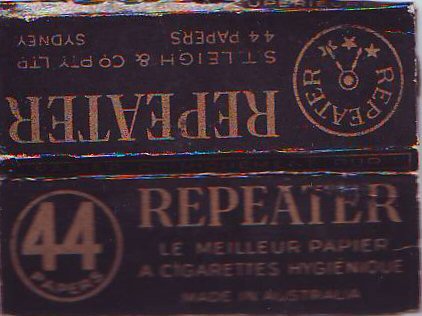 REPEATER
S.T. LEIGH & CO PTY LTD
SYDNEY
44 PAPERS
REPEATER
44
PAPERS
REPEATER
LE MEILLEUR PAPIER
A CIGARETTES HYGIENIQUE
MADE IN AUSTRALIA